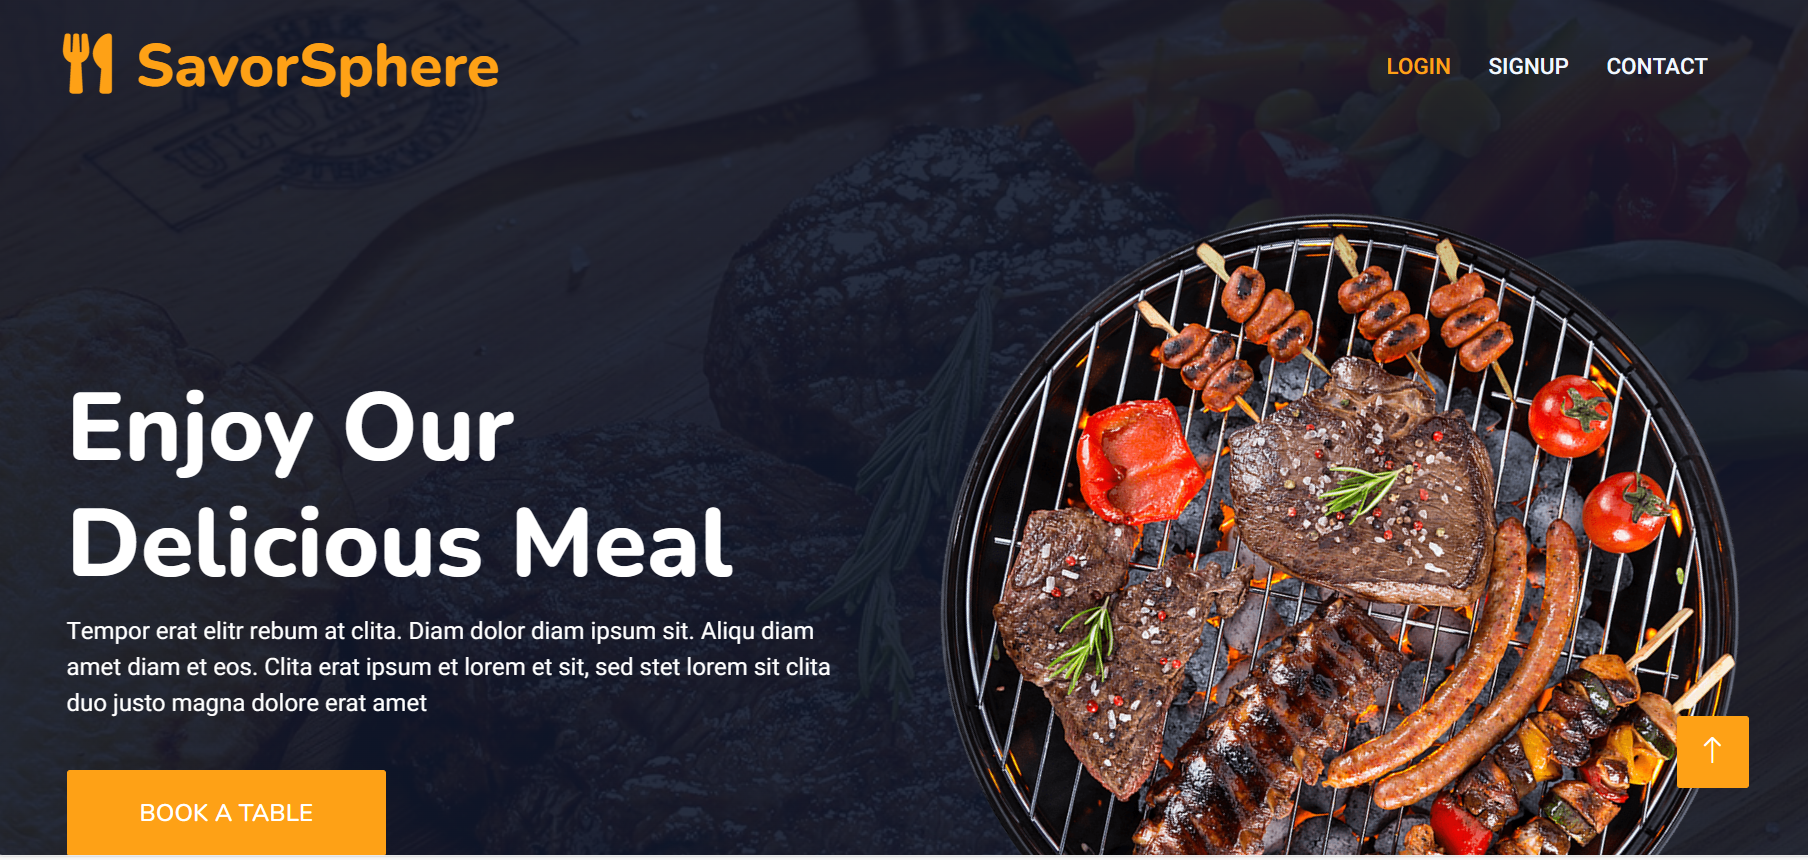 SavorSphere
LOGIN SIGNUP CONTACT
Enjoy Our
Delicious Meal
Tempor erat elitr rebum at clita. Diam dolor diam ipsum sit. Aliqu diam
amet diam et eos. Clita erat ipsum et lorem et sit, sed stet lorem sit clita
duo justo magna dolore erat amet
BOOK A TABLE